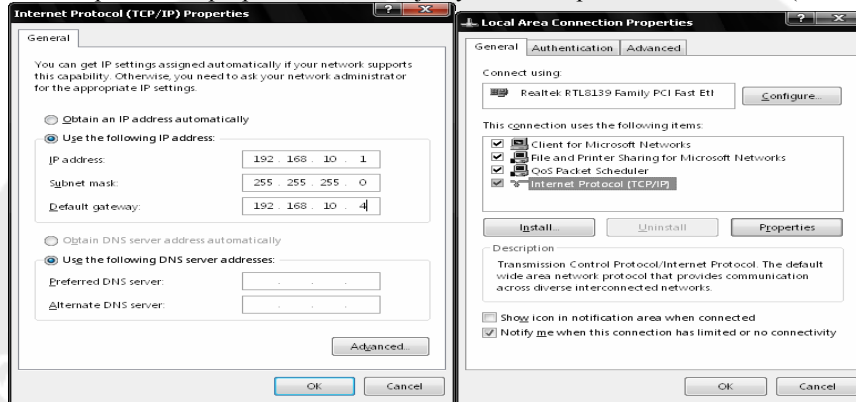 Internet Protocol (TCP/IP) Properties
General
You can get IP settings assigned automatically if your network supports
this capability. Otherwise, you need to ask your network administrator
for the appropriate IP settings.
Obtain an IP address automatically
Use the following IP address:
IP address: 192 . 168 . 10 . 1
Subnet mask: 255 . 255 . 255 . 0
Default gateway: 192 . 168 . 10 . 4
Obtain DNS server address automatically
Use the following DNS server addresses:
Preferred DNS server: . . .
Alternate DNS server: . . .
Advanced...
OK Cancel
Local Area Connection Properties
General Authentication Advanced
Connect using:
Realtek RTL8139 Family PCI Fast Etl
Configure...
This connection uses the following items:
Client for Microsoft Networks
File and Printer Sharing for Microsoft Networks
QoS Packet Scheduler
Internet Protocol (TCP/IP)
Install... Uninstall Properties
Description
Transmission Control Protocol/Internet Protocol. The default
wide area network protocol that provides communication
across diverse interconnected networks.
Show icon in notification area when connected
Notify me when this connection has limited or no connectivity
OK Cancel